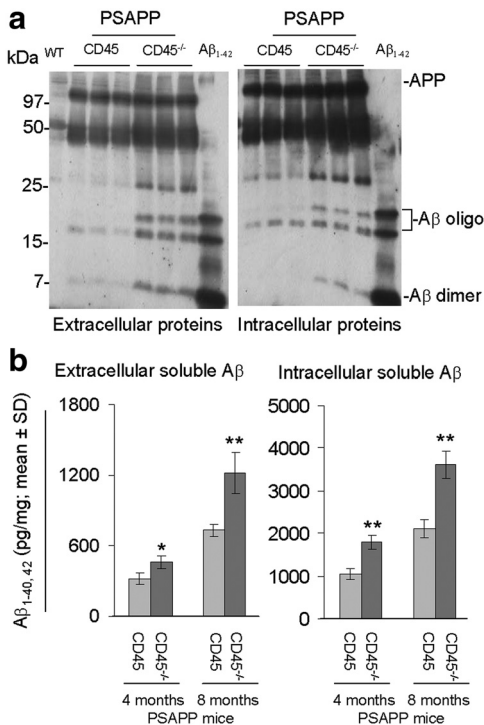 a
PSAPP PSAPP
kDa WT CD45 CD45-/- Aβ1-42 CD45 CD45-/- Aβ1-42
97-
50-
25-
15-
7-
-APP
-Aβ oligo
-Aβ dimer
Extracellular proteins Intracellular proteins
b
Extracellular soluble Aβ Intracellular soluble Aβ
Aβ1-40, 42 (pg/mg; mean ± SD)
1800
1200
600
0
* **
5000
4000
3000
2000
1000
0
** **
CD45 CD45-/- CD45 CD45-/- CD45 CD45-/- CD45 CD45-/-
4 months 8 months 4 months 8 months
PSAPP mice PSAPP mice